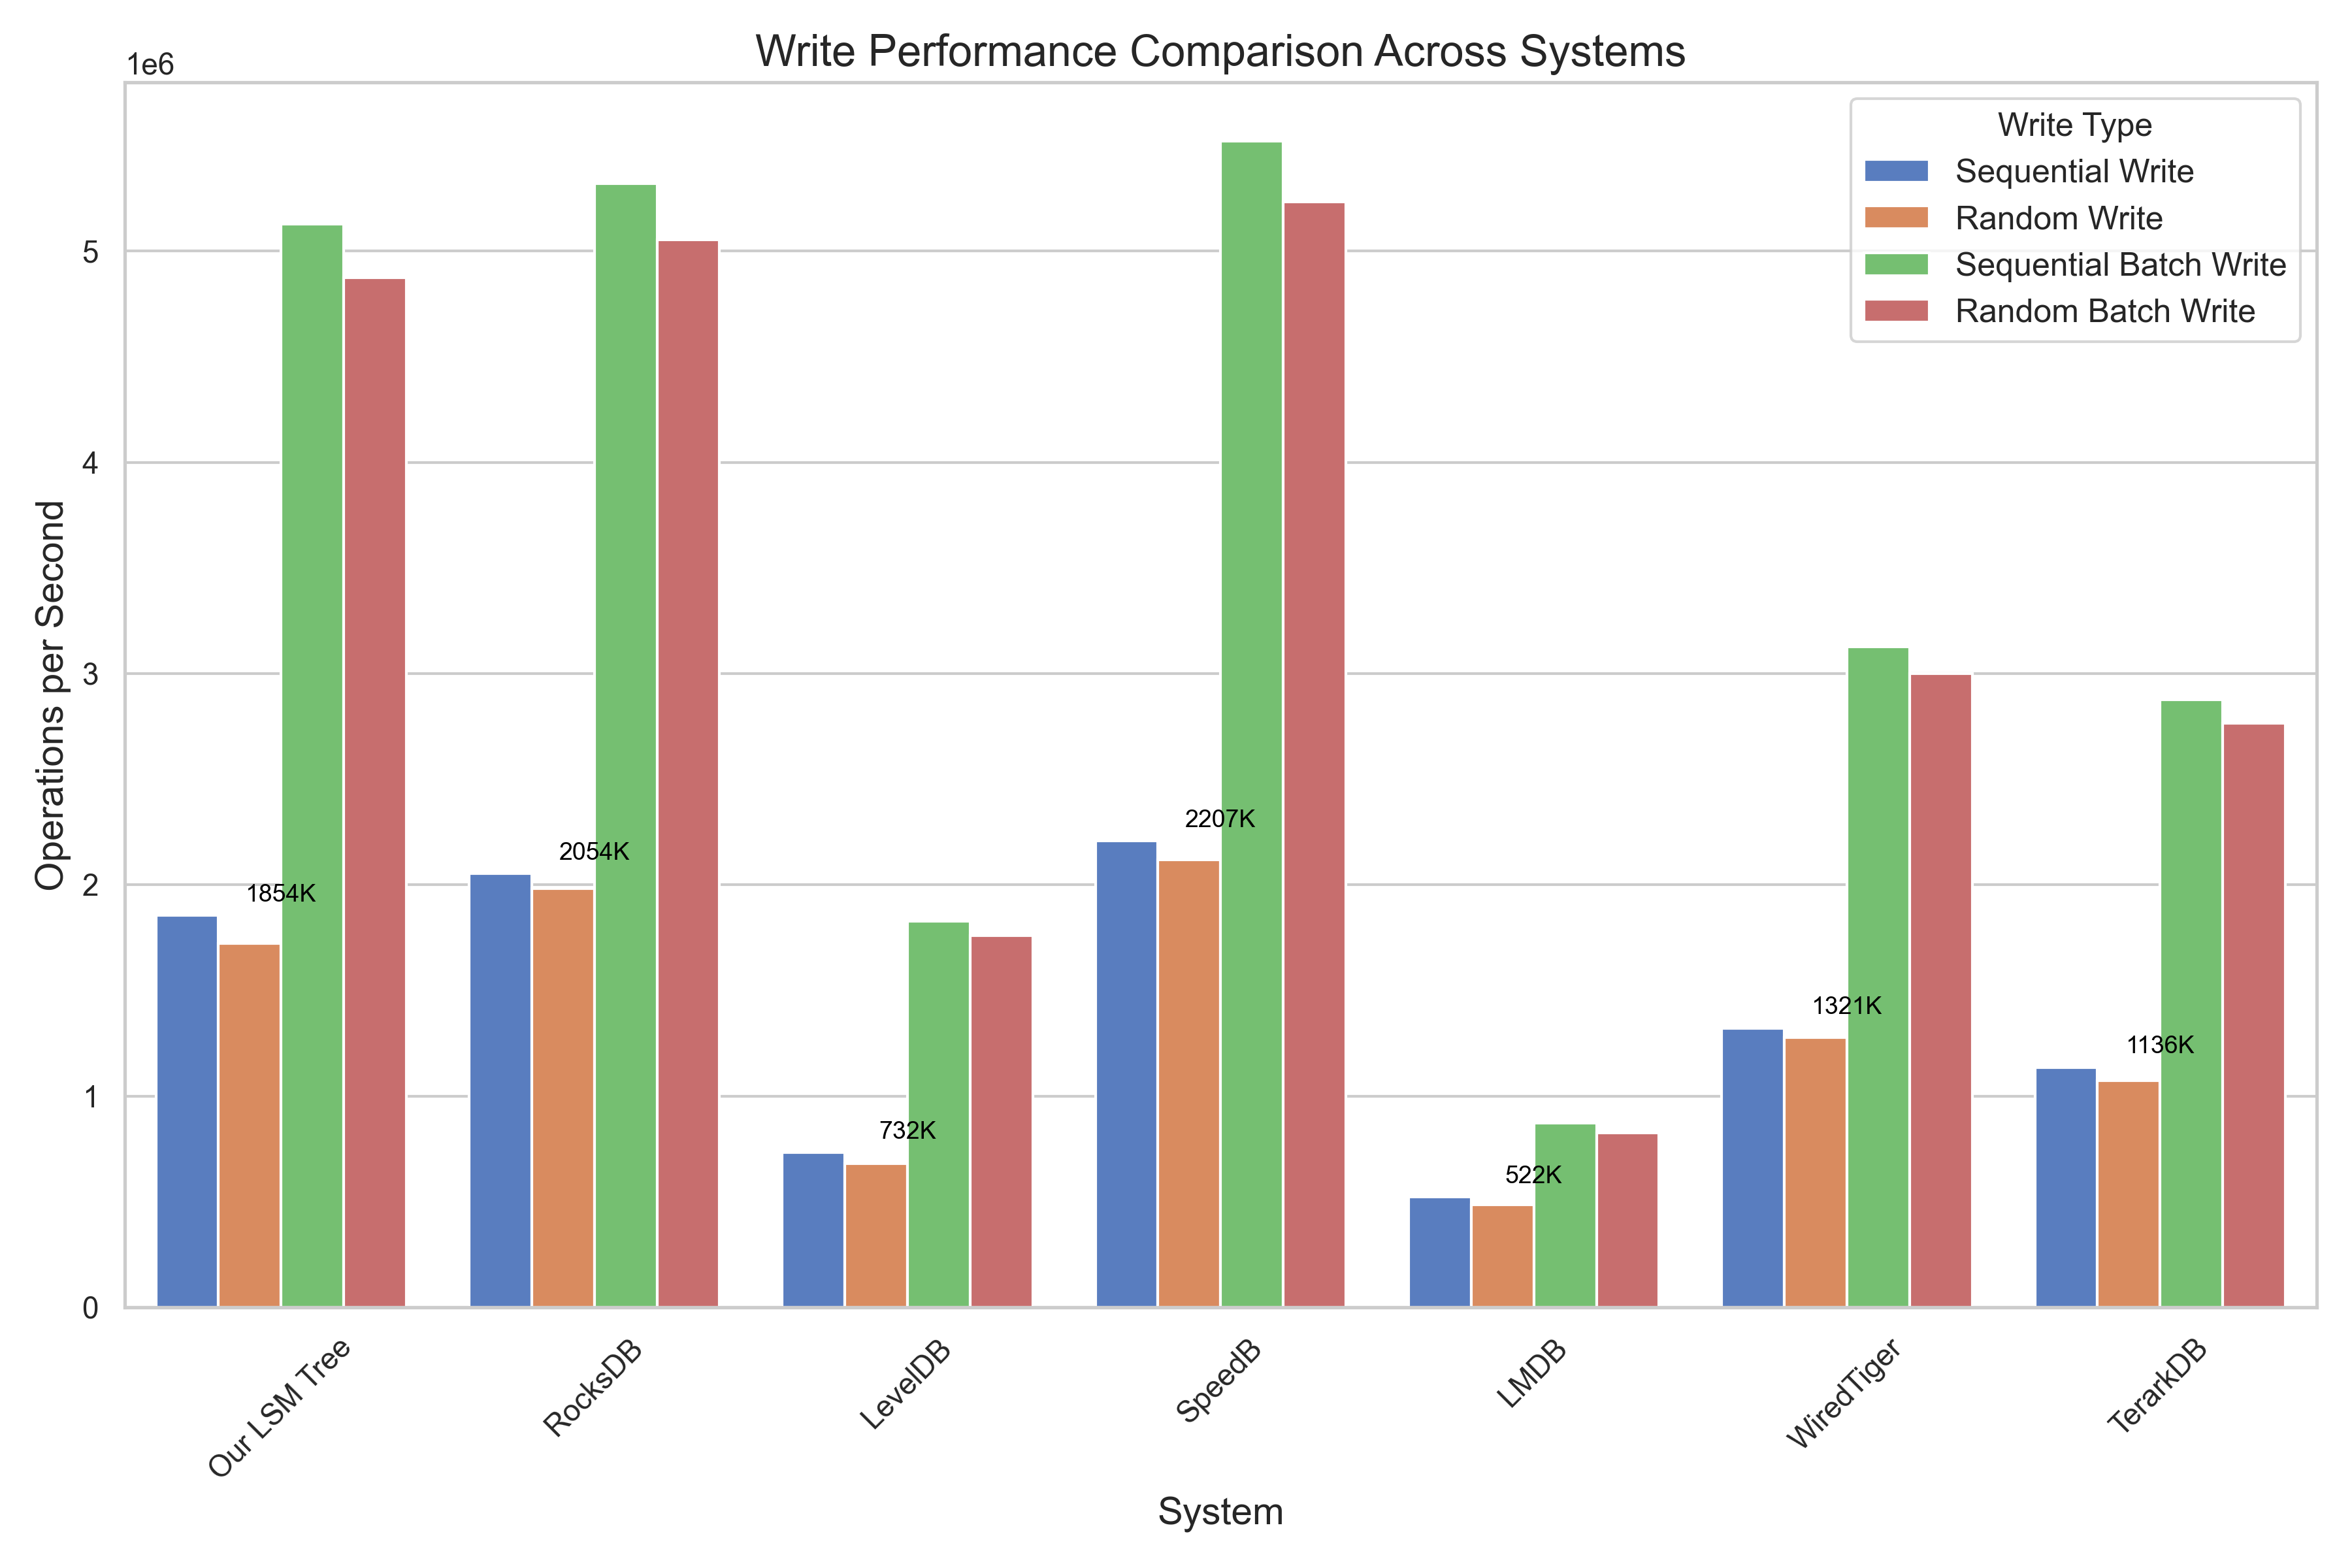 Write Performance Comparison Across Systems
1e6
Write Type
Sequential Write
Random Write
Sequential Batch Write
Random Batch Write
Operations per Second
5
4
3
2
1
0
1854K
2054K
732K
2207K
522K
1321K
1136K
Our LSM Tree
RocksDB
LevelDB
SpeedB
LMDB
WiredTiger
TerarkDB
System